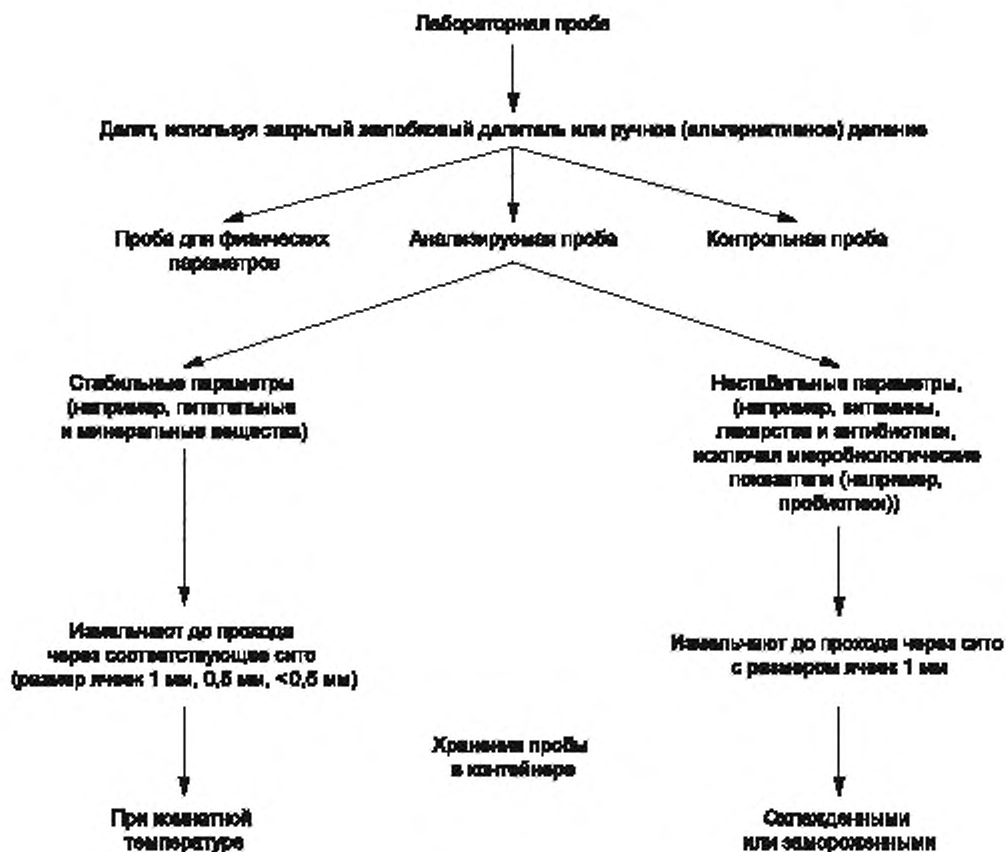 Лабораторная проба
Делят, используя закрытый желобковый делитель или ручное (альтернативное) деление
Проба для физических
параметров
Анализируемая проба
Контрольная проба
Стабильные параметры
(например, питательные
и минеральные вещества)
Нестабильные параметры,
(например, витамины,
лекарства и антибиотики,
исключая микробиологические
показатели (например,
пробиотики))
Измельчают до прохода
через соответствующее сито
(размер ячеек 1 мм, 0,5 мм, <0,5 мм)
Измельчают до прохода через сито
с размером ячеек 1 мм
Хранение пробы
в контейнере
При комнатной
температуре
Охлажденными
или замороженными